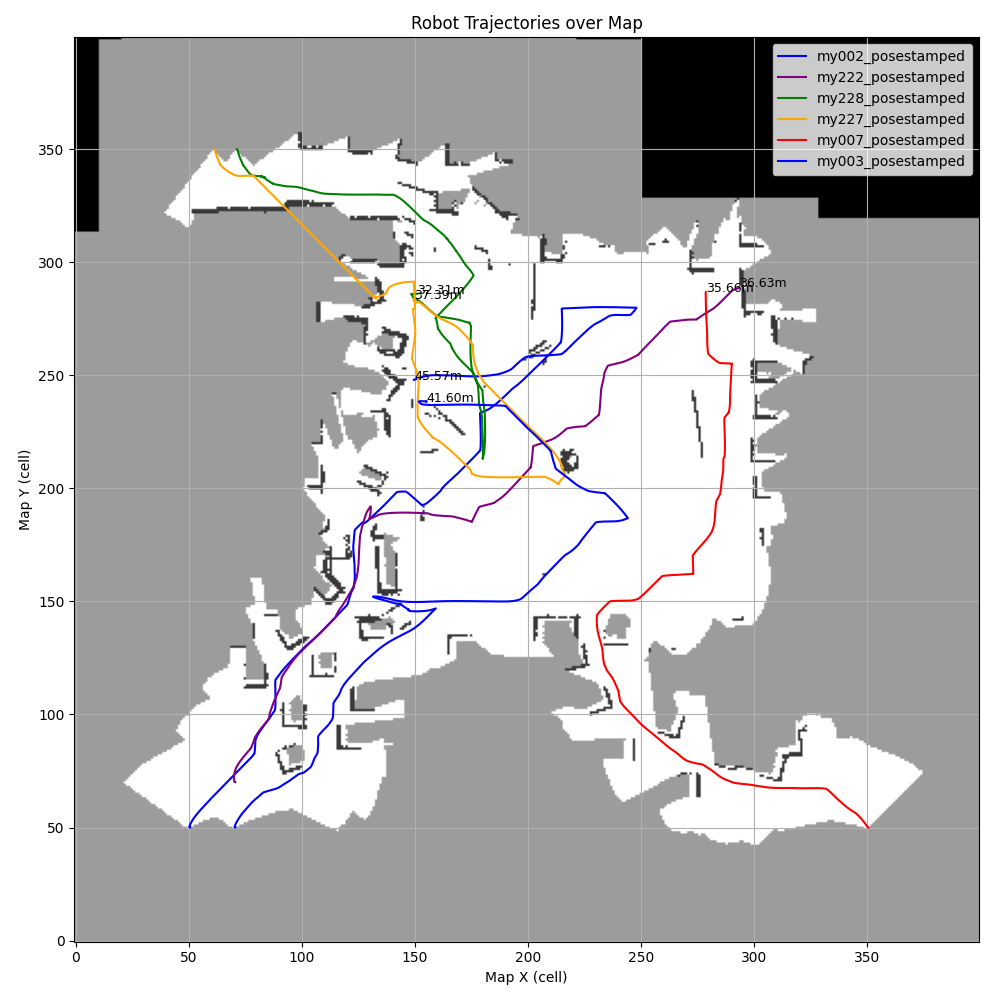 Robot Trajectories over Map
my002_posestamped
my222_posestamped
my228_posestamped
my227_posestamped
my007_posestamped
my003_posestamped
350
300
250
200
150
100
50
0
Map Y (cell)
32.31m
37.39m
35.66m
36.63m
45.57m
41.60m
0
50
100
150
200
250
300
350
Map X (cell)